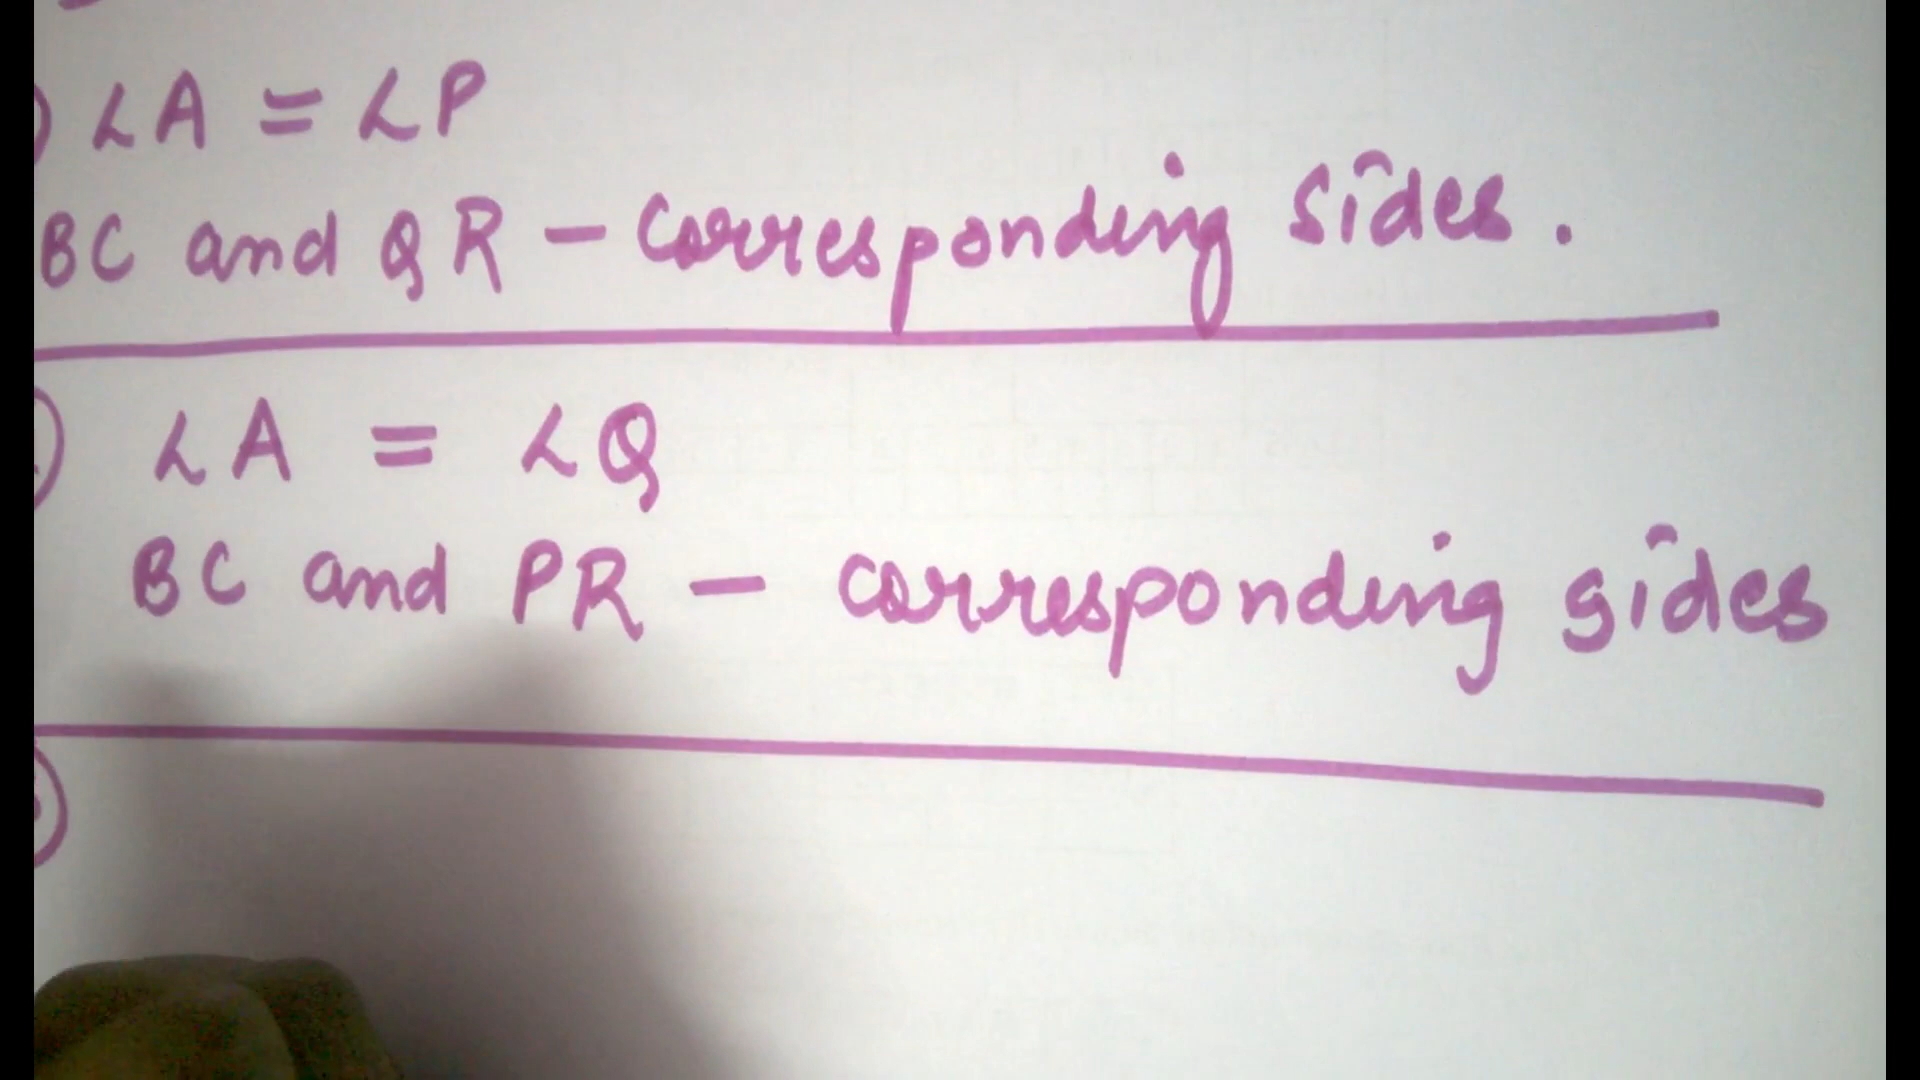 ) ∠A = ∠P
BC and QR – corresponding sides.
∠A = ∠Q
BC and PR – corresponding sides